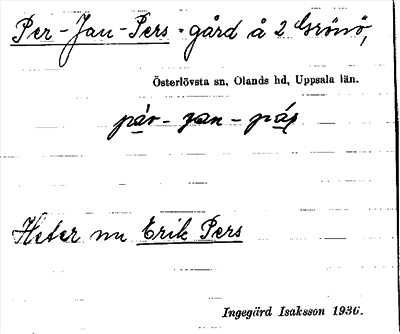 Per-Jan-Pers-gård å 2 Grönö,
Österlövsta sn, Olands hd, Uppsala län.
pär - jan - pä
Heter nu Erik Pers
Ingegärd Isaksson 1936.